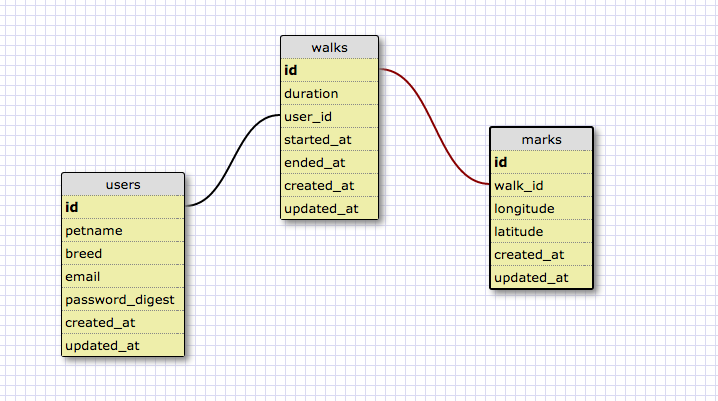 walks
id
duration
user_id
started_at
ended_at
created_at
updated_at
marks
id
walk_id
longitude
latitude
created_at
updated_at
users
id
petname
breed
email
password_digest
created_at
updated_at